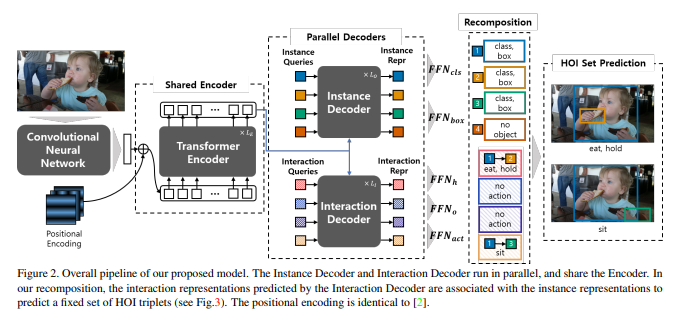 Parallel Decoders
Recomposition
Instance
Queries
Instance
Repr
× L_d
Instance
Decoder
FFN_cls
FFN_box
1 class,
box
2 class,
box
3 class,
box
4 no
object
HOI Set Prediction
eat, hold
sit
Shared Encoder
× L_e
Transformer
Encoder
Convolutional
Neural
Network
Positional
Encoding
Interaction
Queries
Interaction
Repr
Interaction
Decoder
FFN_h
FFN_o
FFN_act
1 2
eat, hold
no
action
no
action
1 3
sit
Figure 2. Overall pipeline of our proposed model. The Instance Decoder and Interaction Decoder run in parallel, and share the Encoder. In
our recomposition, the interaction representations predicted by the Interaction Decoder are associated with the instance representations to
predict a fixed set of HOI triplets (see Fig.3). The positional encoding is identical to [2].